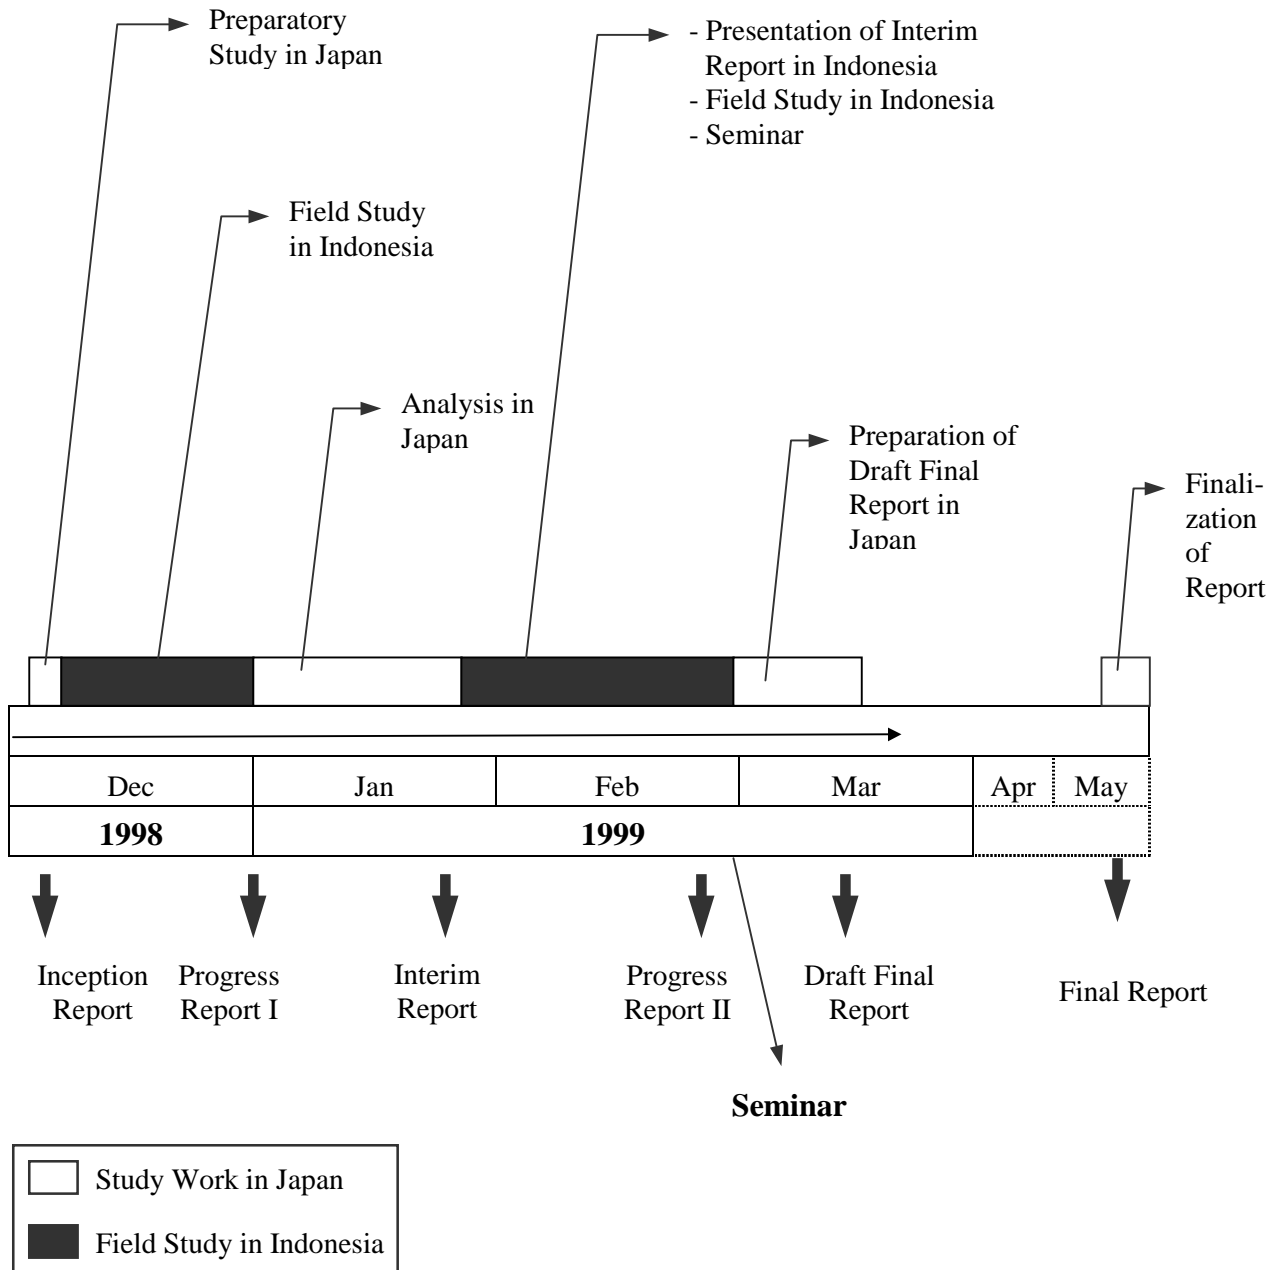 Preparatory
Study in Japan
- Presentation of Interim
Report in Indonesia
- Field Study in Indonesia
- Seminar
Field Study
in Indonesia
Analysis in
Japan
Preparation of
Draft Final
Report in
Japan
Finali-
zation
of
Report
Dec Jan Feb Mar Apr May
1998 1999
Inception
Report
Progress
Report I
Interim
Report
Progress
Report II
Draft Final
Report
Final Report
Seminar
Study Work in Japan
Field Study in Indonesia